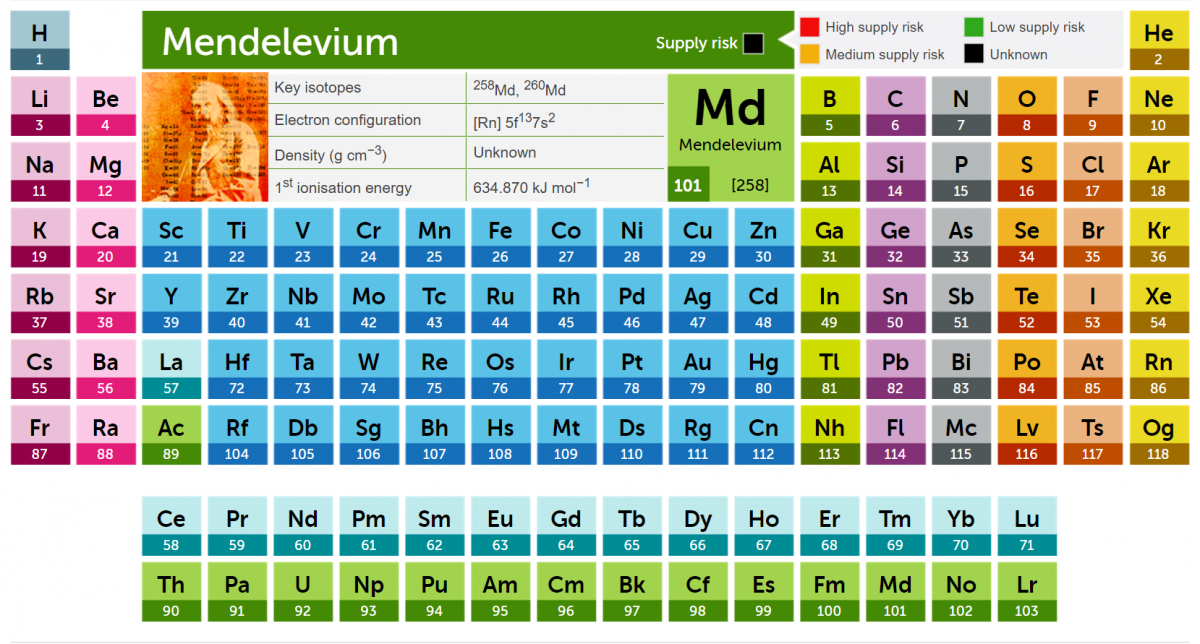 H
1
Mendelevium
Supply risk
High supply risk
Low supply risk
Medium supply risk
Unknown
He
2
Li Be
3 4
Key isotopes ²⁵⁸Md, ²⁶⁰Md
Electron configuration [Rn] 5f¹³7s²
Density (g cm⁻³) Unknown
1ˢᵗ ionisation energy 634.870 kJ mol⁻¹
Md
Mendelevium
101 [258]
B C N O F Ne
5 6 7 8 9 10
Na Mg
11 12
Al Si P S Cl Ar
13 14 15 16 17 18
K Ca Sc Ti V Cr Mn Fe Co Ni Cu Zn Ga Ge As Se Br Kr
19 20 21 22 23 24 25 26 27 28 29 30 31 32 33 34 35 36
Rb Sr Y Zr Nb Mo Tc Ru Rh Pd Ag Cd In Sn Sb Te I Xe
37 38 39 40 41 42 43 44 45 46 47 48 49 50 51 52 53 54
Cs Ba La Hf Ta W Re Os Ir Pt Au Hg Tl Pb Bi Po At Rn
55 56 57 72 73 74 75 76 77 78 79 80 81 82 83 84 85 86
Fr Ra Ac Rf Db Sg Bh Hs Mt Ds Rg Cn Nh Fl Mc Lv Ts Og
87 88 89 104 105 106 107 108 109 110 111 112 113 114 115 116 117 118
Ce Pr Nd Pm Sm Eu Gd Tb Dy Ho Er Tm Yb Lu
58 59 60 61 62 63 64 65 66 67 68 69 70 71
Th Pa U Np Pu Am Cm Bk Cf Es Fm Md No Lr
90 91 92 93 94 95 96 97 98 99 100 101 102 103